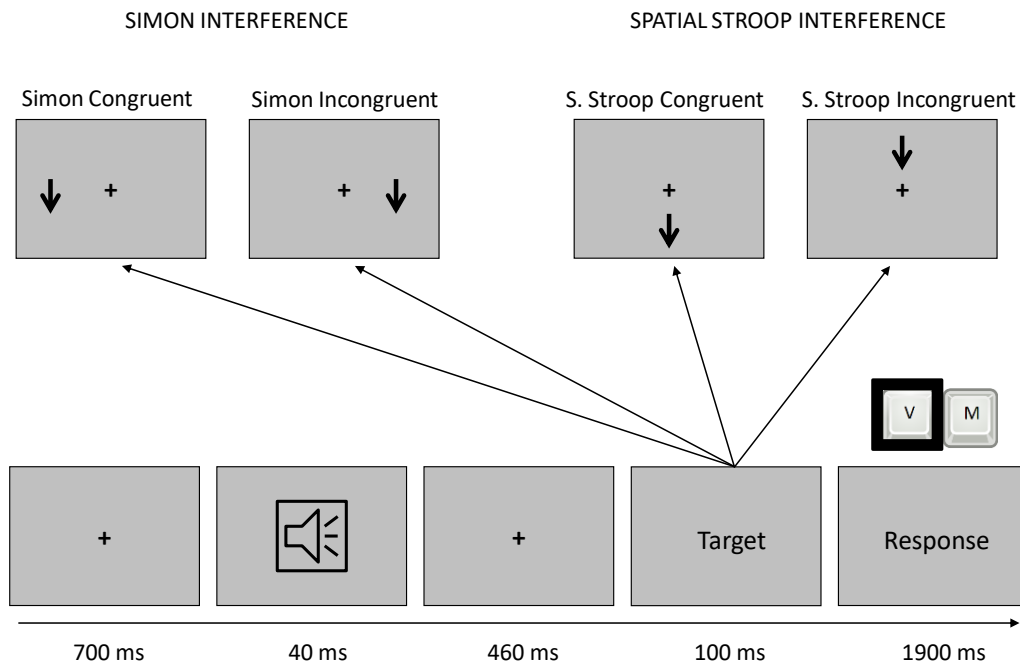 SIMON INTERFERENCE
SPATIAL STROOP INTERFERENCE
Simon Congruent
Simon Incongruent
S. Stroop Congruent
S. Stroop Incongruent
+
+
+
+
V
M
+
+
Target
Response
700 ms
40 ms
460 ms
100 ms
1900 ms